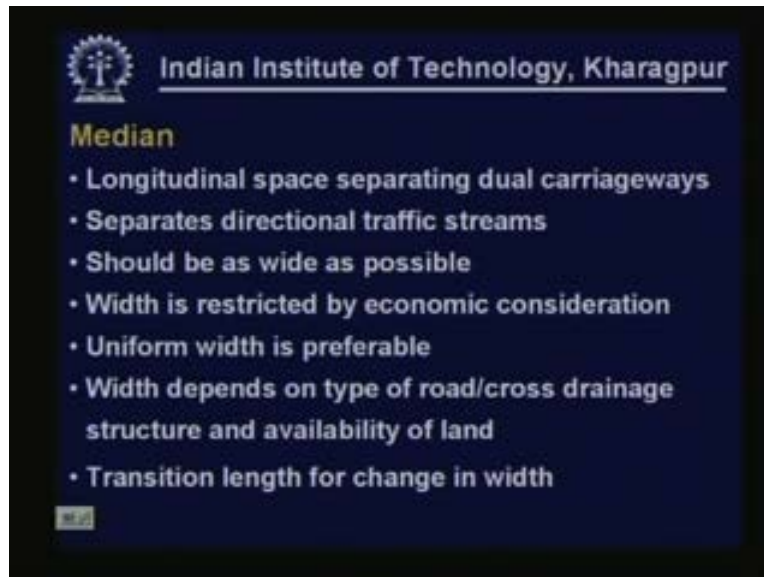 Indian Institute of Technology, Kharagpur
Median
• Longitudinal space separating dual carriageways
• Separates directional traffic streams
• Should be as wide as possible
• Width is restricted by economic consideration
• Uniform width is preferable
• Width depends on type of road/cross drainage
structure and availability of land
• Transition length for change in width